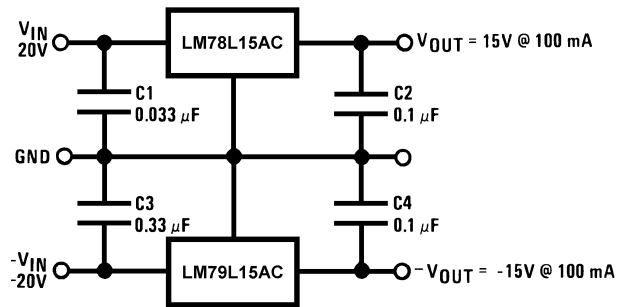 VIN
20V
LM78L15AC
VOUT = 15V @ 100 mA
C1
0.033 μF
C2
0.1 μF
GND
C3
0.33 μF
C4
0.1 μF
-VIN
-20V
LM79L15AC
-VOUT = -15V @ 100 mA